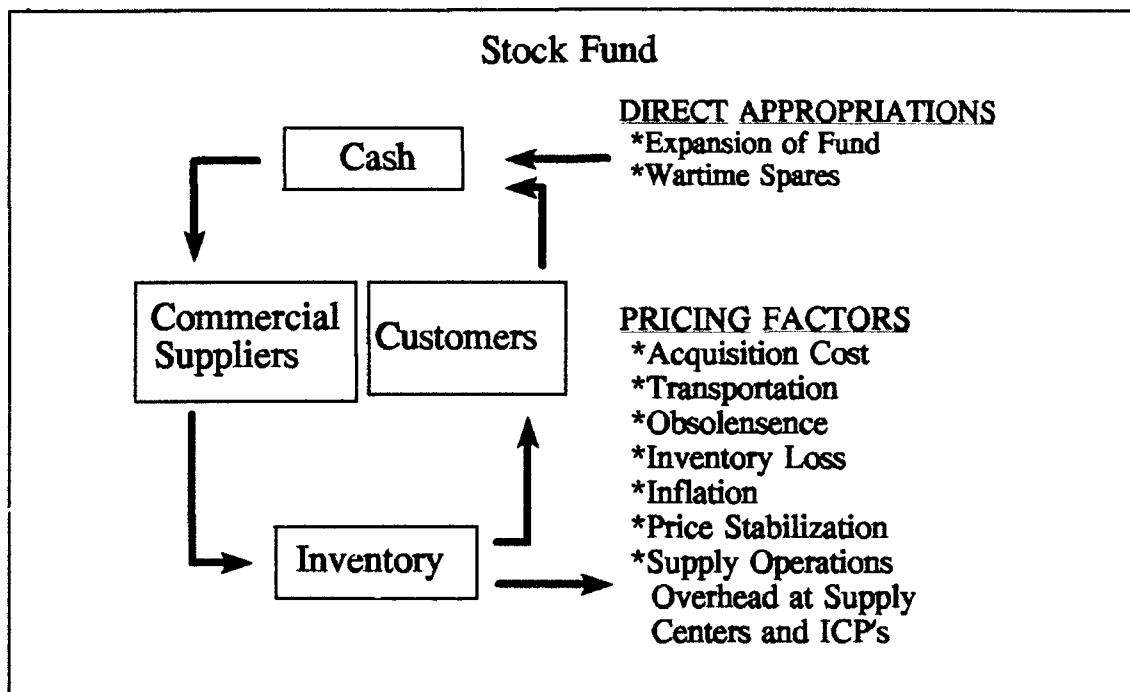 Stock Fund
DIRECT APPROPRIATIONS
*Expansion of Fund
*Wartime Spares
Cash
Commercial
Suppliers
Customers
Inventory
PRICING FACTORS
*Acquisition Cost
*Transportation
*Obsolensence
*Inventory Loss
*Inflation
*Price Stabilization
*Supply Operations
Overhead at Supply
Centers and ICP's